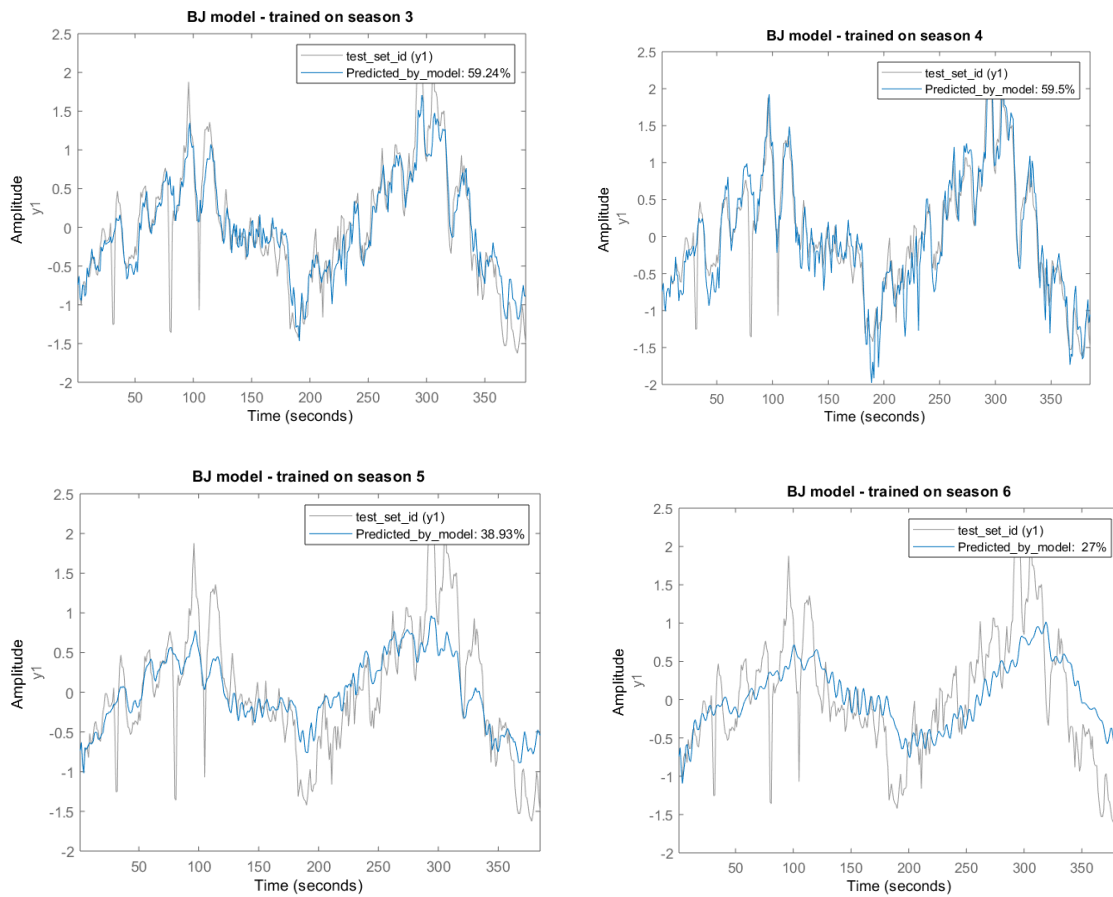 BJ model - trained on season 3
2.5
2
1.5
1
0.5
0
-0.5
-1
-1.5
-2
Amplitude
y1
test_set_id (y1)
Predicted_by_model: 59.24%
50 100 150 200 250 300 350
Time (seconds)
BJ model - trained on season 4
2.5
2
1.5
1
0.5
0
-0.5
-1
-1.5
-2
Amplitude
y1
test_set_id (y1)
Predicted_by_model: 59.5%
50 100 150 200 250 300 350
Time (seconds)
BJ model - trained on season 5
2.5
2
1.5
1
0.5
0
-0.5
-1
-1.5
-2
Amplitude
y1
test_set_id (y1)
Predicted_by_model: 38.93%
50 100 150 200 250 300 350
Time (seconds)
BJ model - trained on season 6
2.5
2
1.5
1
0.5
0
-0.5
-1
-1.5
-2
Amplitude
y1
test_set_id (y1)
Predicted_by_model: 27%
50 100 150 200 250 300 350
Time (seconds)